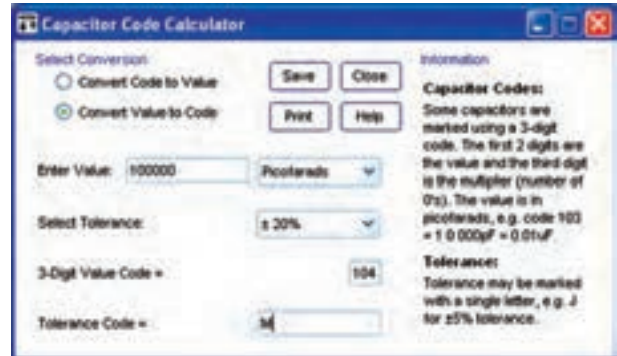 Capacitor Code Calculator
Select Conversion
Convert Code to Value
Convert Value to Code
Save
Close
Print
Help
Enter Value:
100000
Picofarads
Select Tolerance:
± 20%
3-Digit Value Code =
104
Tolerance Code =
M
Information
Capacitor Codes:
Some capacitors are
marked using a 3-digit
code. The first 2 digits are
the value and the third digit
is the multiplier (number of
0's). The value is in
picofarads, e.g. code 103
= 1 0 000pF = 0.01uF
Tolerance:
Tolerance may be marked
with a single letter, e.g. J
for ±5% tolerance.